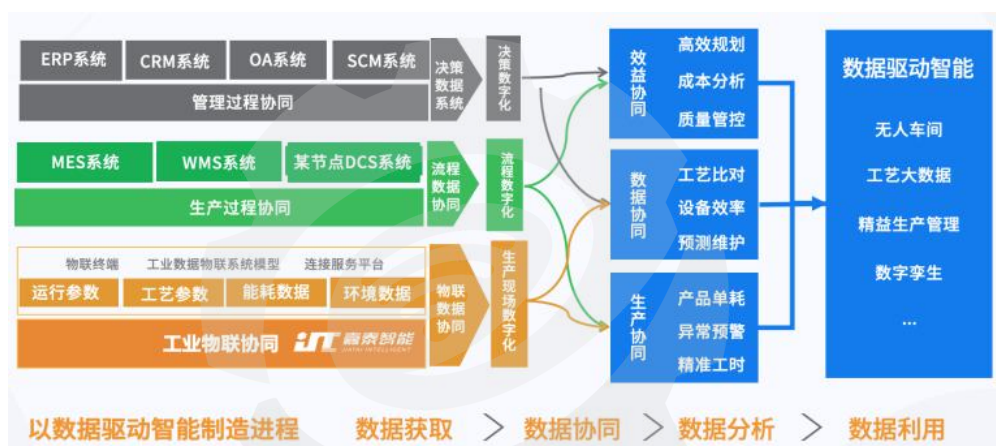 ERP系统
CRM系统
OA系统
SCM系统
管理过程协同
决策
数据
系统
决策数字化
MES系统
WMS系统
某节点DCS系统
生产过程协同
流程
数据
协同
流程数字化
物联终端
工业数据物联系统模型
连接服务平台
运行参数
工艺参数
能耗数据
环境数据
工业物联协同
嘉泰智能
JIATAI INTELLIGENT
物联
数据
协同
生产现场数字化
效益协同
高效规划
成本分析
质量管控
数据协同
工艺比对
设备效率
预测维护
生产协同
产品单耗
异常预警
精准工时
数据驱动智能
无人车间
工艺大数据
精益生产管理
数字孪生
...
以数据驱动智能制造进程
数据获取 > 数据协同 > 数据分析 > 数据利用